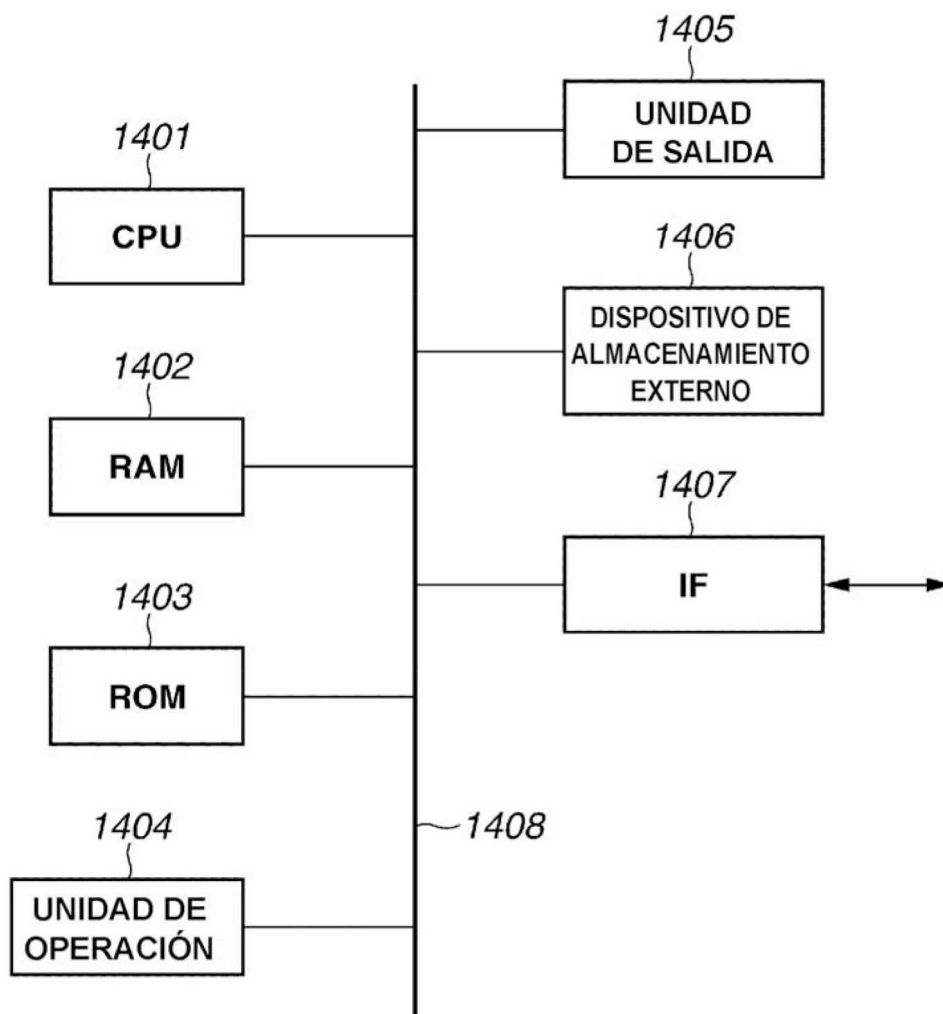 1401
CPU
1402
RAM
1403
ROM
1404
UNIDAD DE
OPERACIÓN
1405
UNIDAD
DE SALIDA
1406
DISPOSITIVO DE
ALMACENAMIENTO
EXTERNO
1407
IF
1408